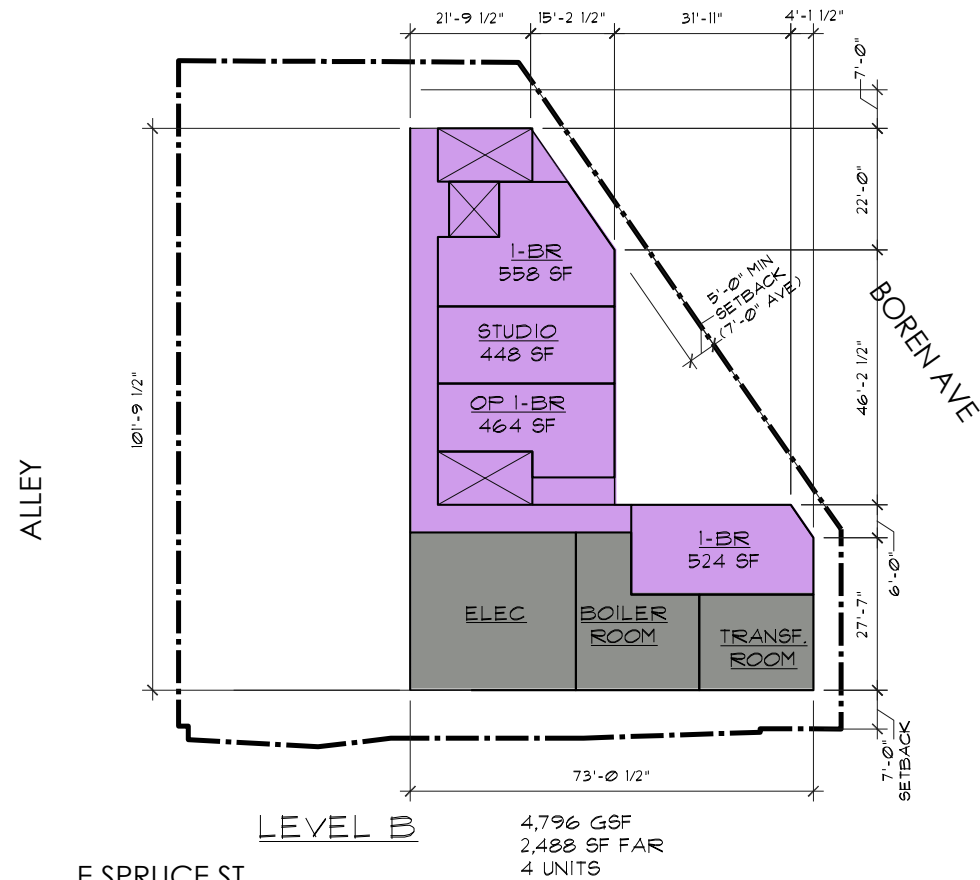 21'-9 1/2"
15'-2 1/2"
31'-11"
4'-1 1/2"
7'-0"
22'-0"
1-BR
558 SF
5'-0" MIN
SETBACK
(7'-0" AVE)
BOREN AVE
STUDIO
448 SF
46'-2 1/2"
101'-9 1/2"
OP 1-BR
464 SF
ALLEY
1-BR
524 SF
6'-0"
27'-7"
ELEC
BOILER
ROOM
TRANSF.
ROOM
7'-0"
SETBACK
73'-0 1/2"
LEVEL B
4,796 GSF
2,488 SF FAR
4 UNITS
E SPRUCE ST